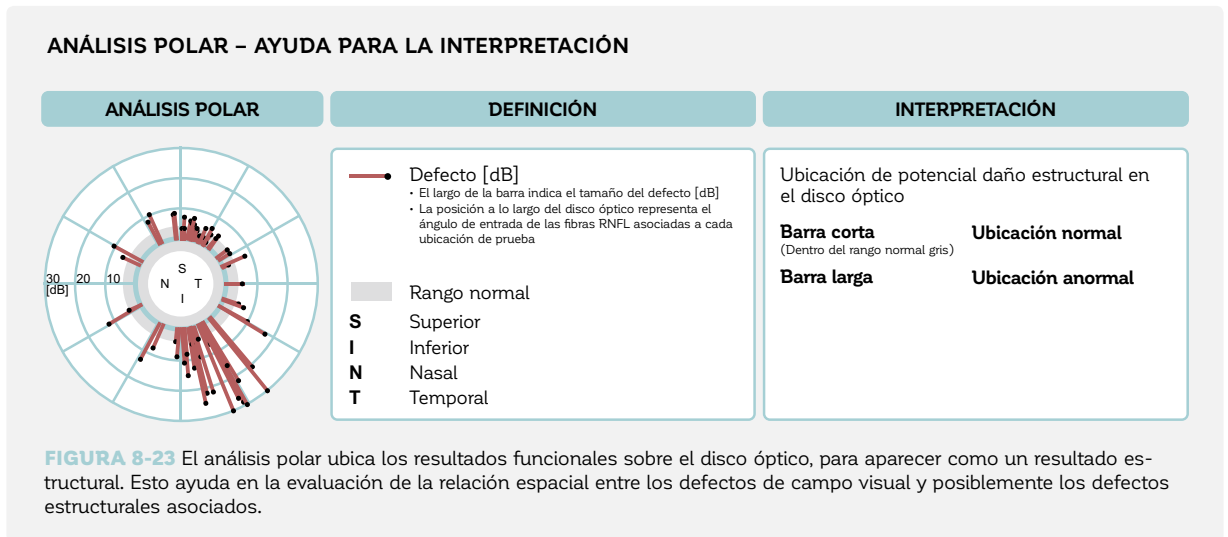 ANÁLISIS POLAR – AYUDA PARA LA INTERPRETACIÓN
ANÁLISIS POLAR
30
[dB]
20
10
S
N
T
I
DEFINICIÓN
Defecto [dB]
• El largo de la barra indica el tamaño del defecto [dB]
• La posición a lo largo del disco óptico representa el
ángulo de entrada de las fibras RNFL asociadas a cada
ubicación de prueba
Rango normal
S Superior
I Inferior
N Nasal
T Temporal
INTERPRETACIÓN
Ubicación de potencial daño estructural en
el disco óptico
Barra corta Ubicación normal
(Dentro del rango normal gris)
Barra larga Ubicación anormal
FIGURA 8-23 El análisis polar ubica los resultados funcionales sobre el disco óptico, para aparecer como un resultado es-
tructural. Esto ayuda en la evaluación de la relación espacial entre los defectos de campo visual y posiblemente los defectos
estructurales asociados.